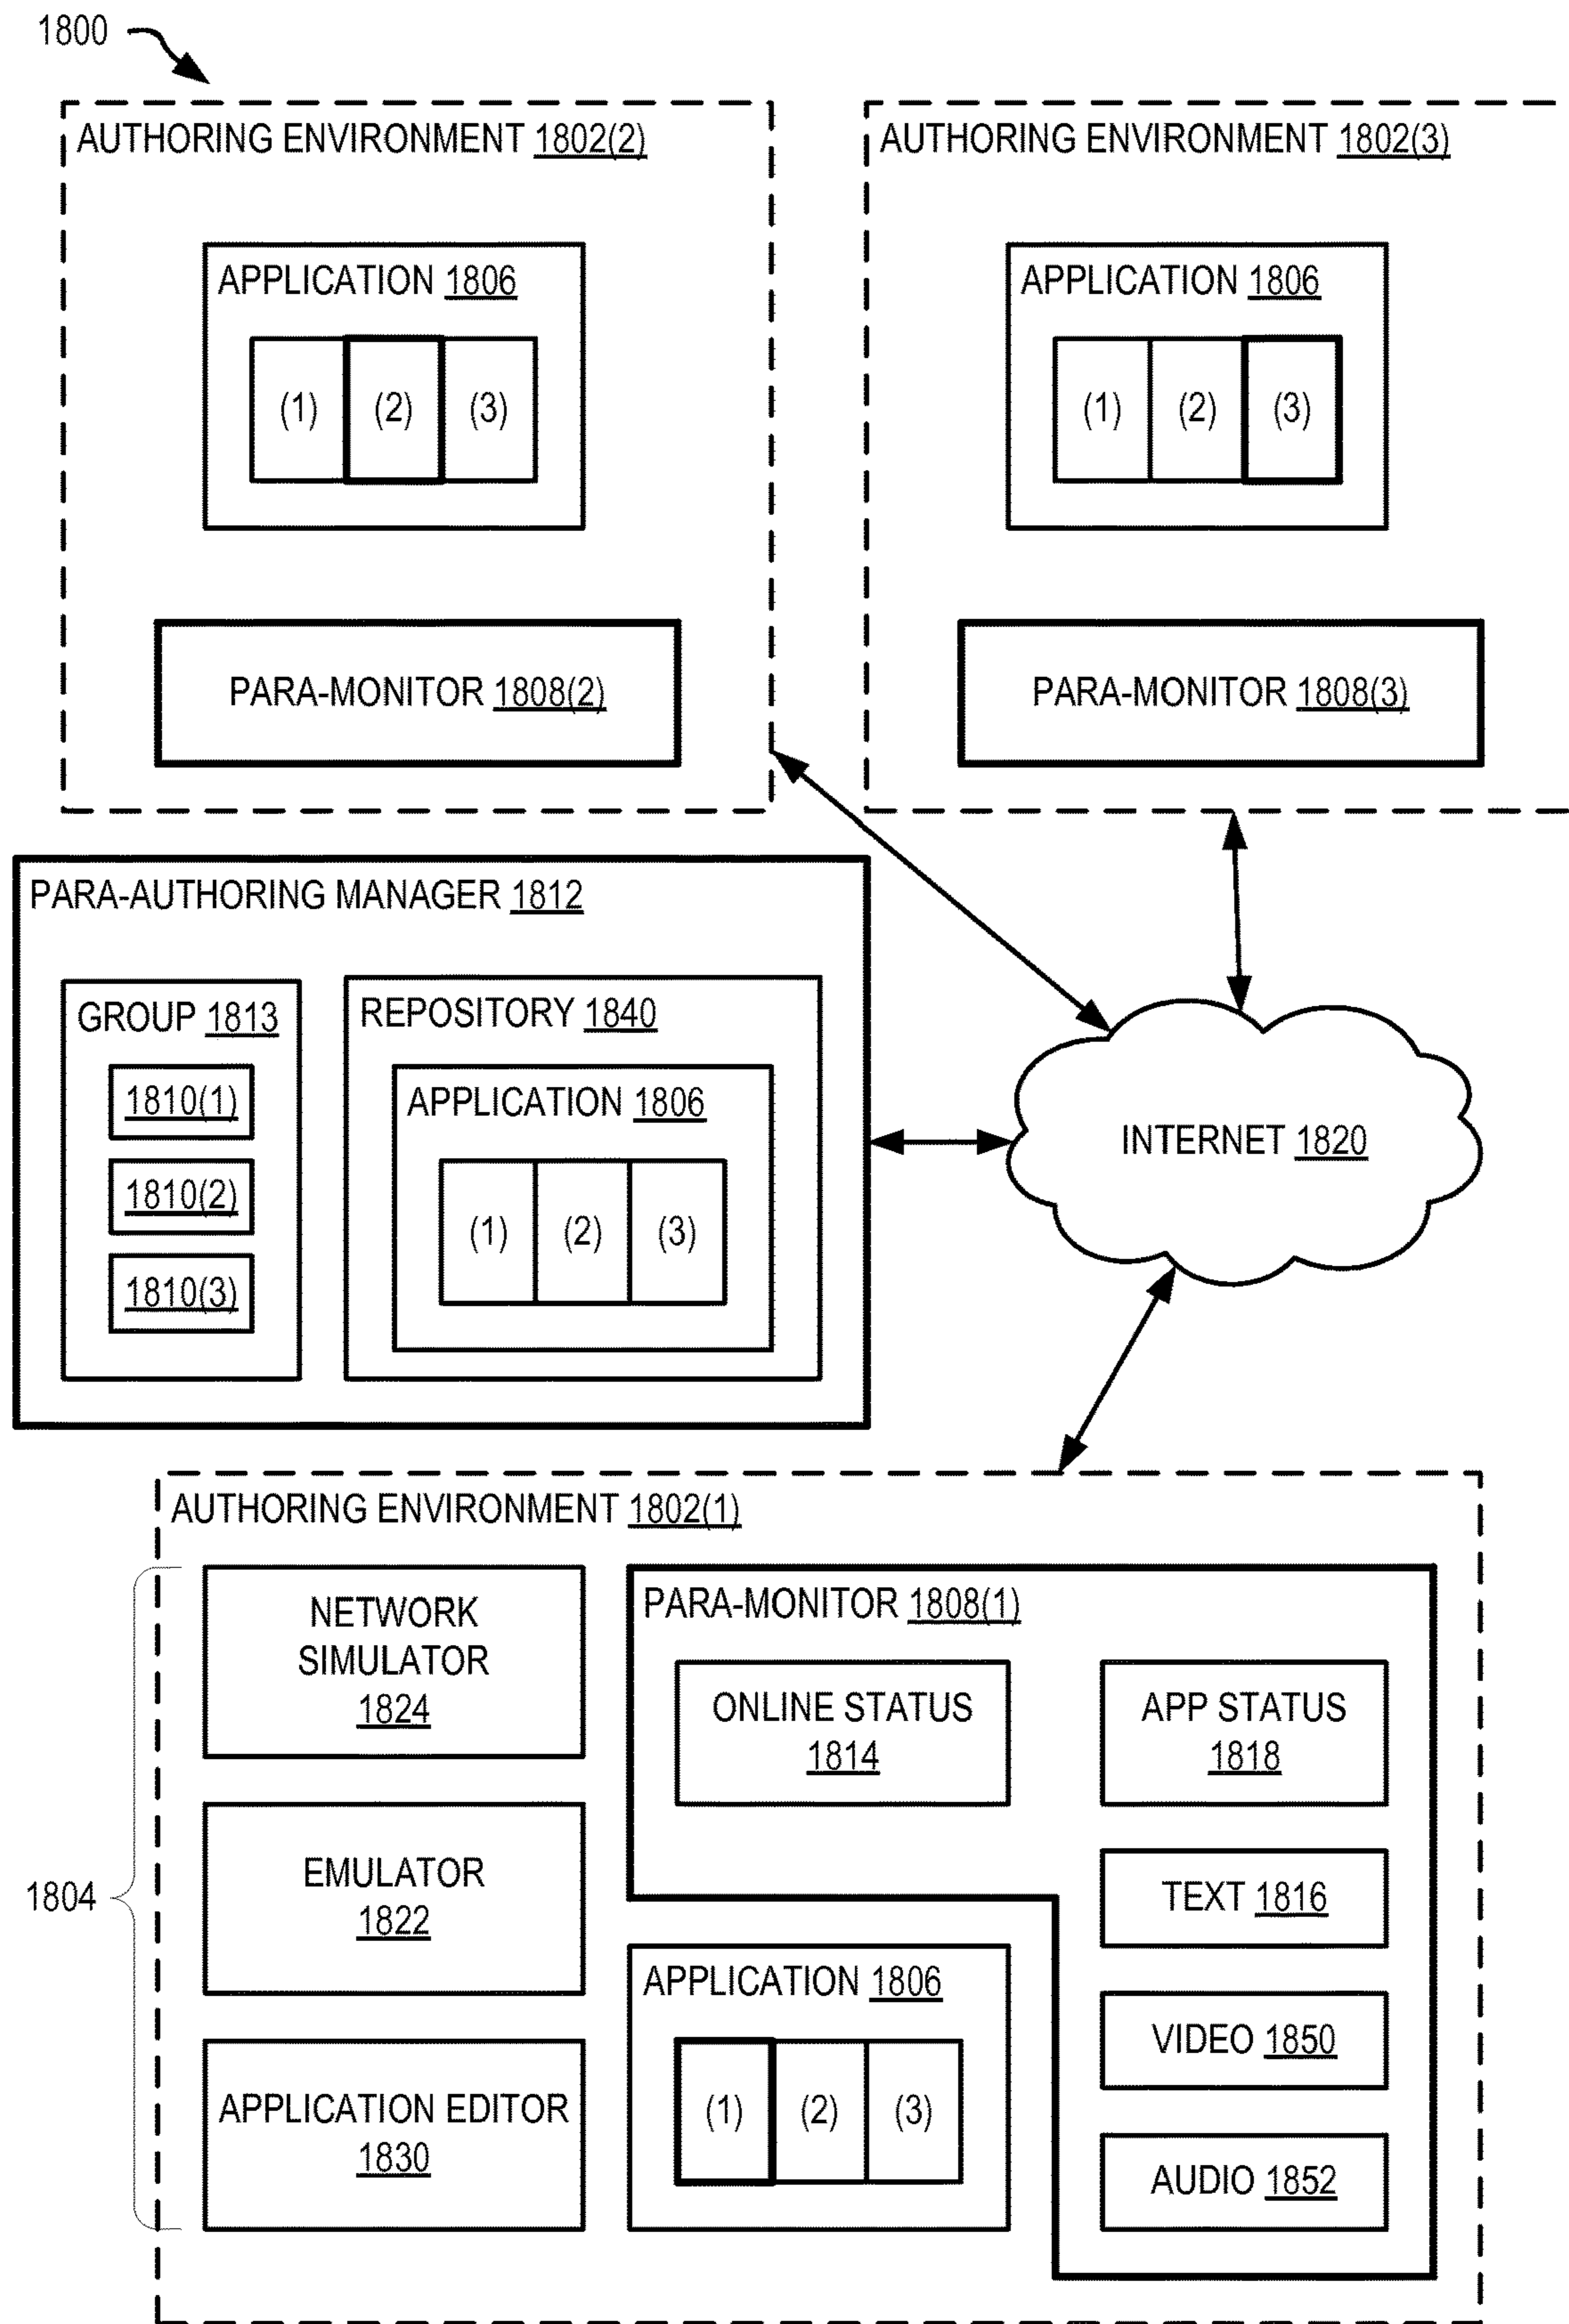 1800
AUTHORING ENVIRONMENT 1802(2)
APPLICATION 1806
(1) (2) (3)
PARA-MONITOR 1808(2)
AUTHORING ENVIRONMENT 1802(3)
APPLICATION 1806
(1) (2) (3)
PARA-MONITOR 1808(3)
PARA-AUTHORING MANAGER 1812
GROUP 1813
1810(1)
1810(2)
1810(3)
REPOSITORY 1840
APPLICATION 1806
(1) (2) (3)
INTERNET 1820
AUTHORING ENVIRONMENT 1802(1)
1804
NETWORK
SIMULATOR
1824
EMULATOR
1822
APPLICATION EDITOR
1830
PARA-MONITOR 1808(1)
ONLINE STATUS
1814
APP STATUS
1818
TEXT 1816
VIDEO 1850
AUDIO 1852
APPLICATION 1806
(1) (2) (3)